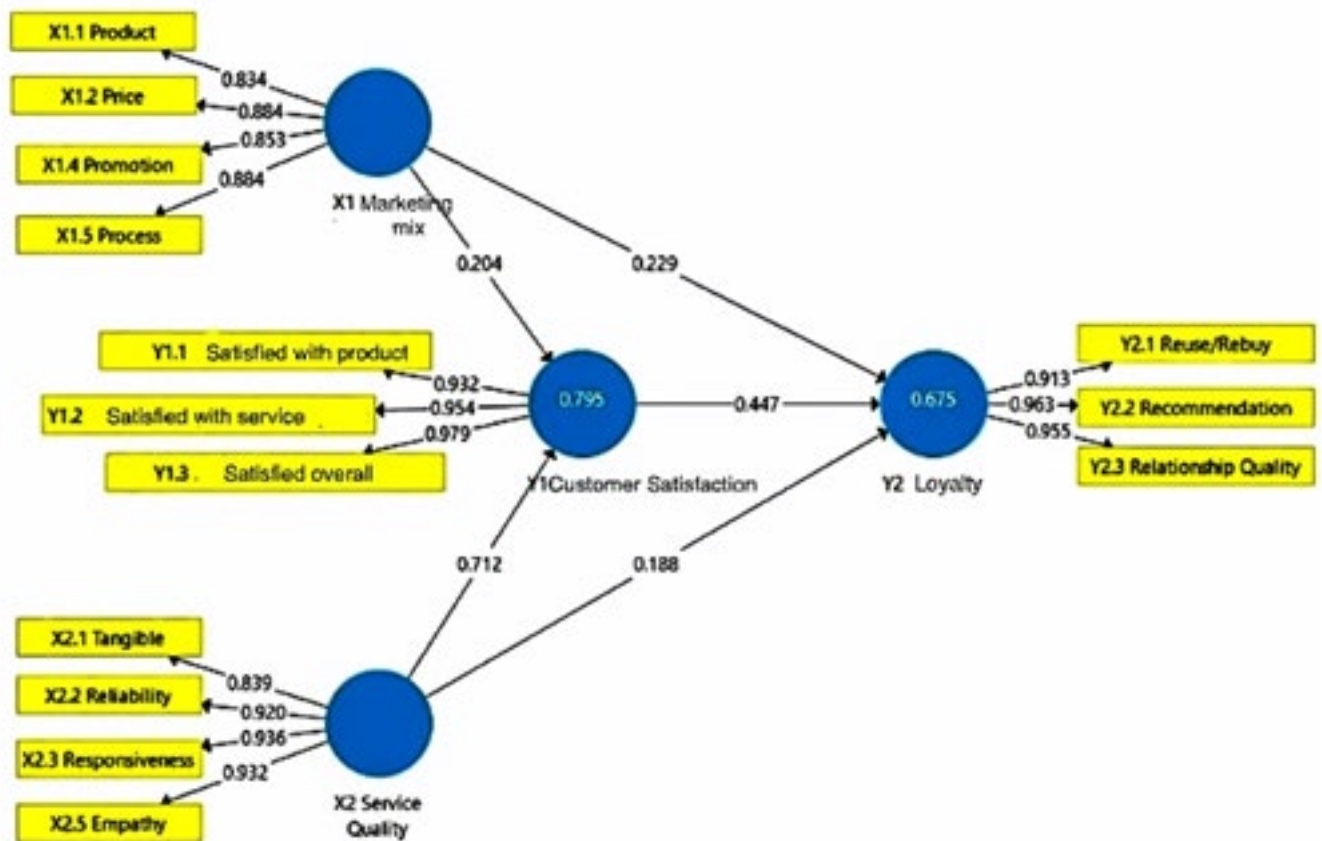 X1.1 Product
0.834
X1.2 Price
0.884
0.853
X1.4 Promotion
0.884
X1.5 Process
X1 Marketing
mix
0.204
0.229
Y1.1 Satisfied with product
0.932
Y1.2 Satisfied with service
0.954
0.979
Y1.3 . Satisfied overall
0.795
Y1Customer Satisfaction
0.447
0.675
Y2 Loyalty
Y2.1 Reuse/Rebuy
0.913
0.963
Y2.2 Recommendation
0.955
Y2.3 Relationship Quality
0.712
0.188
X2.1 Tangible
0.839
X2.2 Reliability
0.920
0.936
X2.3 Responsiveness
0.932
X2.5 Empathy
X2 Service
Quality